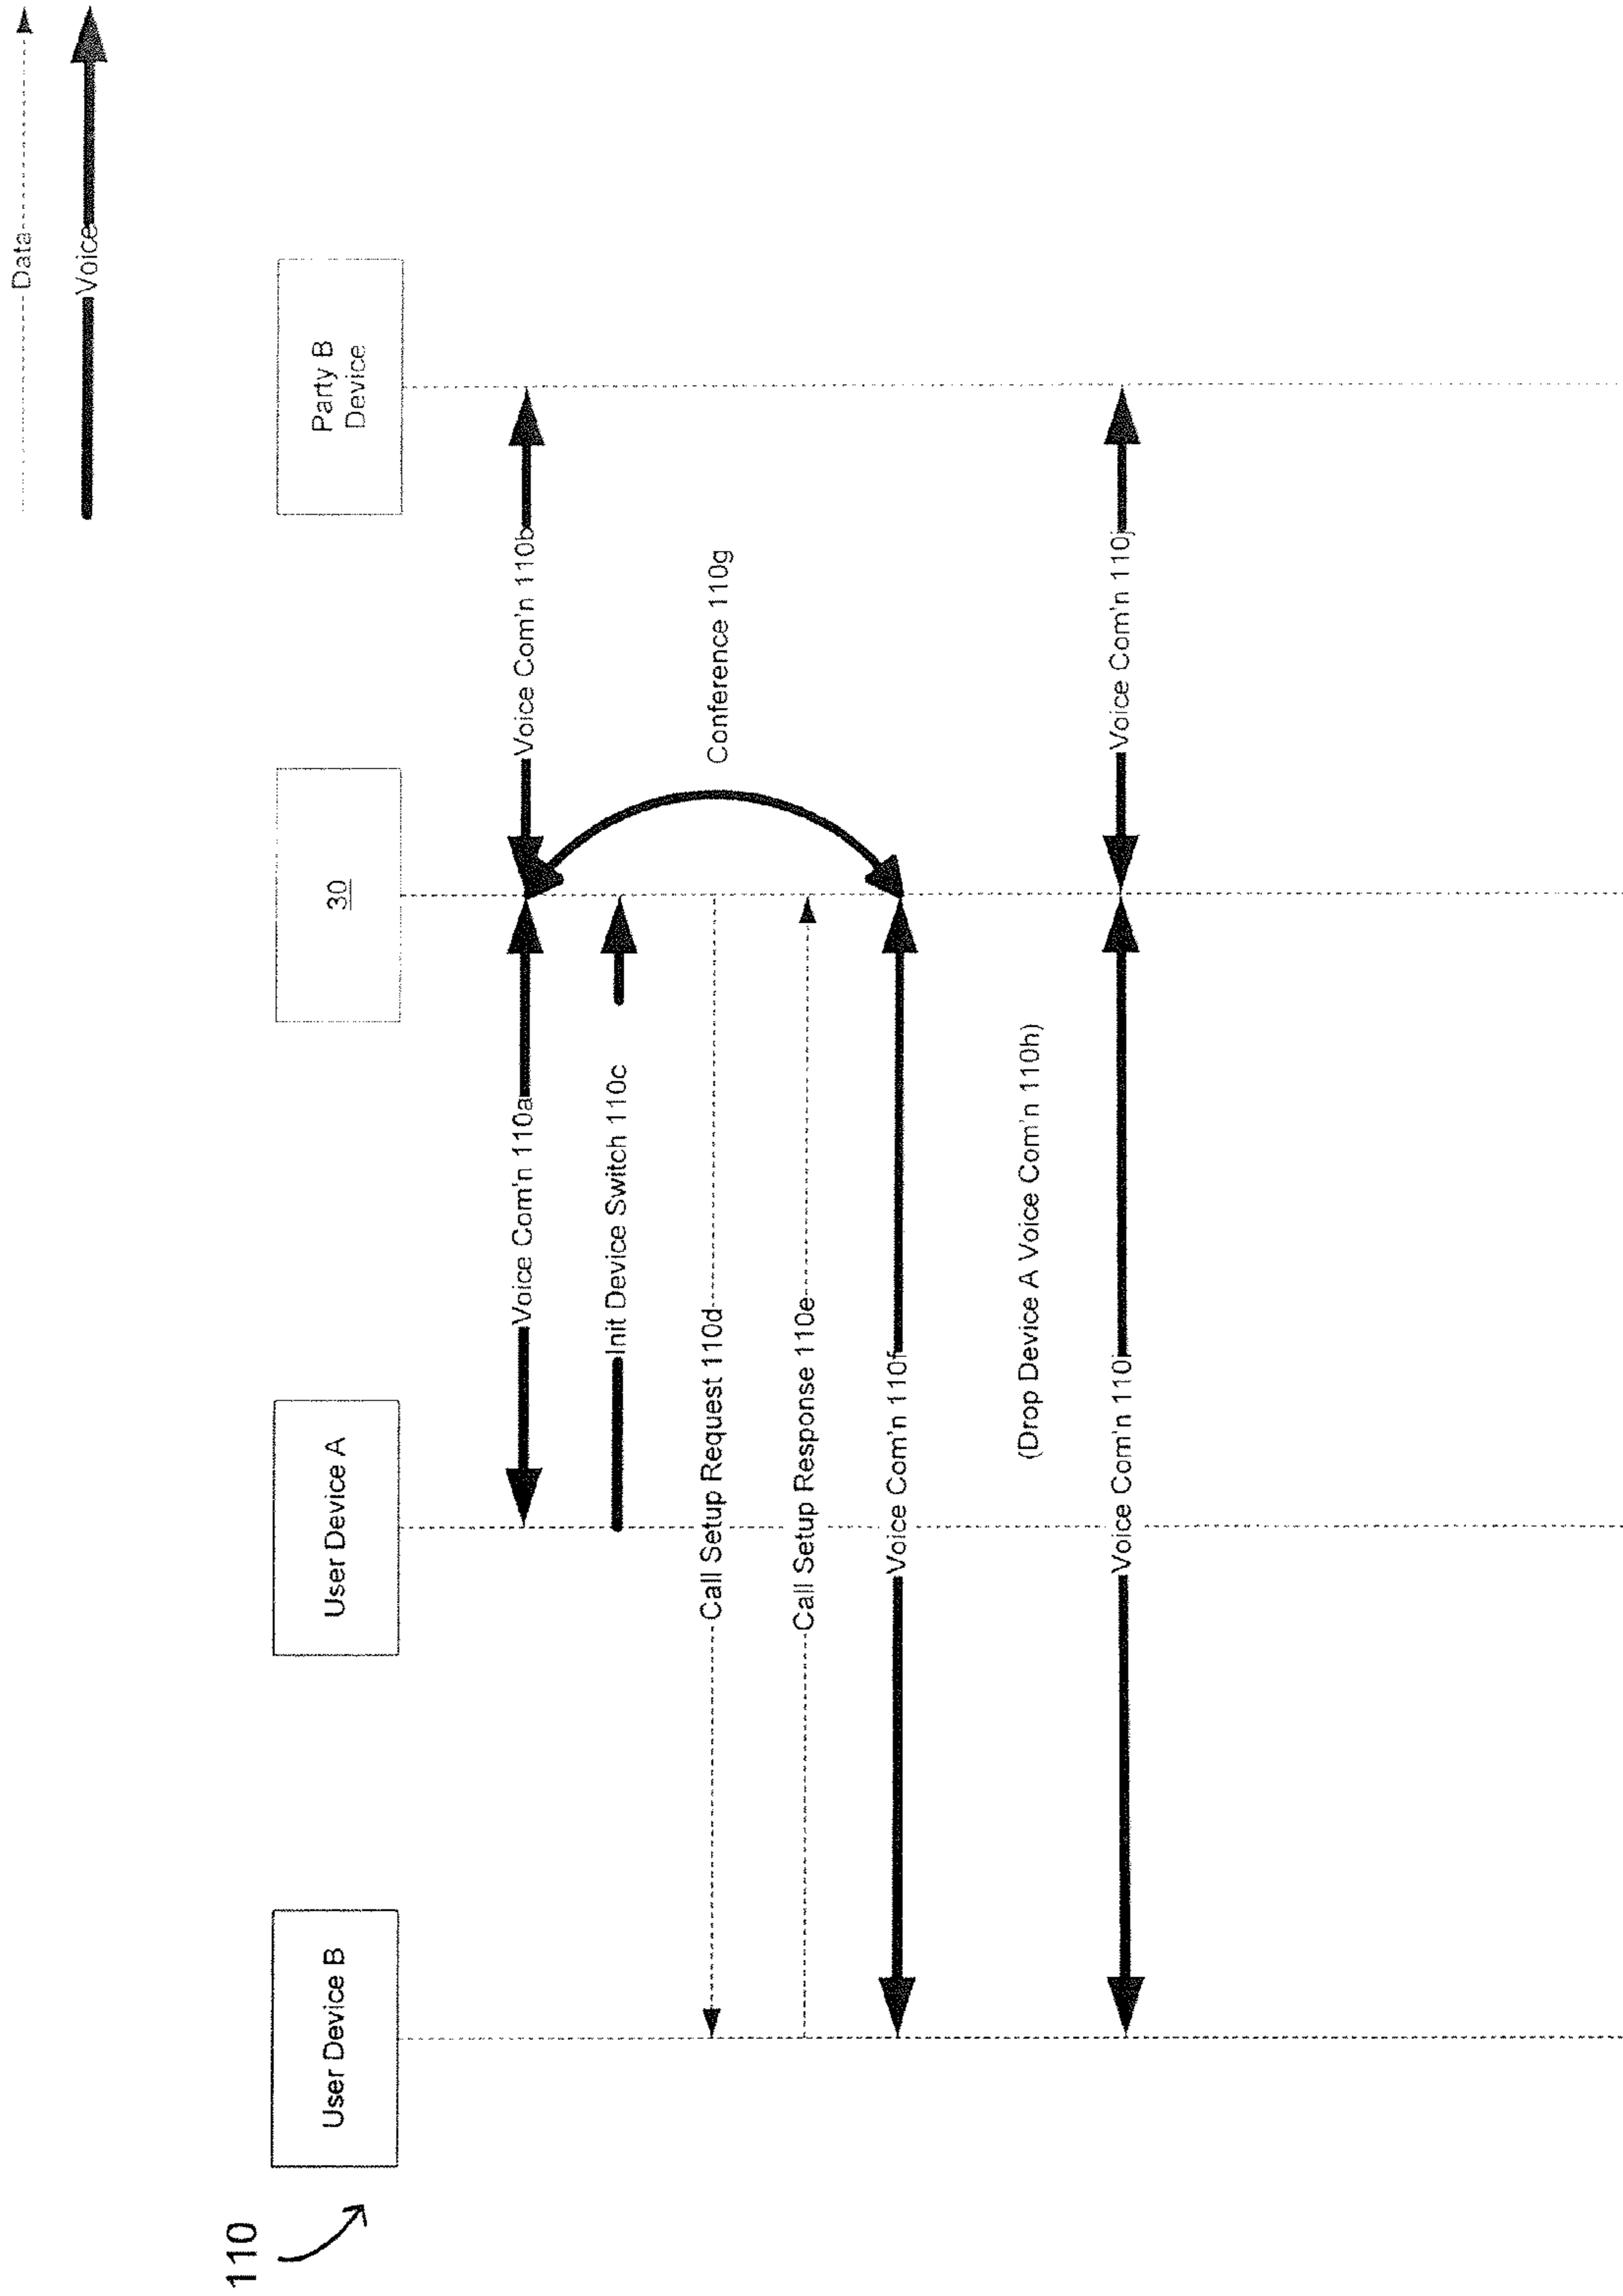 Data
Voice
110
User Device B
User Device A
30
Party B
Device
Voice Com'n 110a
Voice Com'n 110b
Init Device Switch 110c
Call Setup Request 110d
Conference 110g
Call Setup Response 110e
Voice Com'n 110f
(Drop Device A Voice Com'n 110h)
Voice Com'n 110i
Voice Com'n 110j